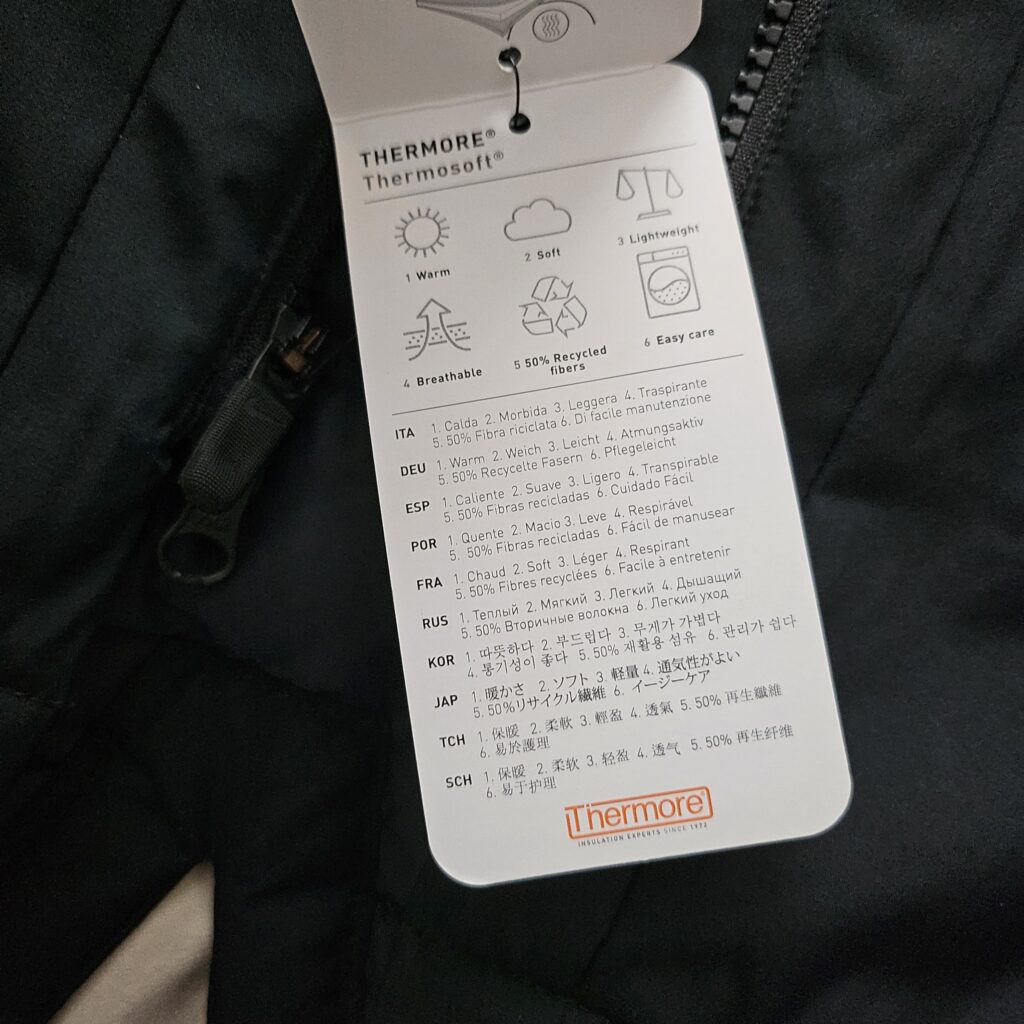 THERMORE®
Thermosoft®
1 Warm
2 Soft
3 Lightweight
4 Breathable
5 50% Recycled
fibers
6 Easy care
ITA 1. Calda 2. Morbida 3. Leggera 4. Traspirante
5. 50% Fibra riciclata 6. Di facile manutenzione
DEU 1. Warm 2. Weich 3. Leicht 4. Atmungsaktiv
5. 50% Recycelte Fasern 6. Pflegeleicht
ESP 1. Caliente 2. Suave 3. Ligero 4. Transpirable
5. 50% Fibras recicladas 6. Cuidado Fácil
POR 1. Quente 2. Macio 3. Leve 4. Respirável
5. 50% Fibras recicladas 6. Fácil de manusear
FRA 1. Chaud 2. Soft 3. Léger 4. Respirant
5. 50% Fibres recyclées 6. Facile à entretenir
RUS 1. Теплый 2. Мягкий 3. Легкий 4. Дышащий
5. 50% Вторичные волокна 6. Легкий уход
KOR 1. 따뜻하다 2. 부드럽다 3. 무게가 가볍다
4. 통기성이 좋다 5. 50% 재활용 섬유 6. 관리가 쉽다
JAP 1. 暖かさ 2. ソフト 3. 軽量 4. 通気性がよい
5. 50%リサイクル繊維 6. イージーケア
TCH 1. 保暖 2. 柔軟 3. 輕盈 4. 透氣 5. 50% 再生纖維
6. 易於護理
SCH 1. 保暖 2. 柔软 3. 轻盈 4. 透气 5. 50% 再生纤维
6. 易于护理
Thermore®
INSULATION EXPERTS SINCE 1972